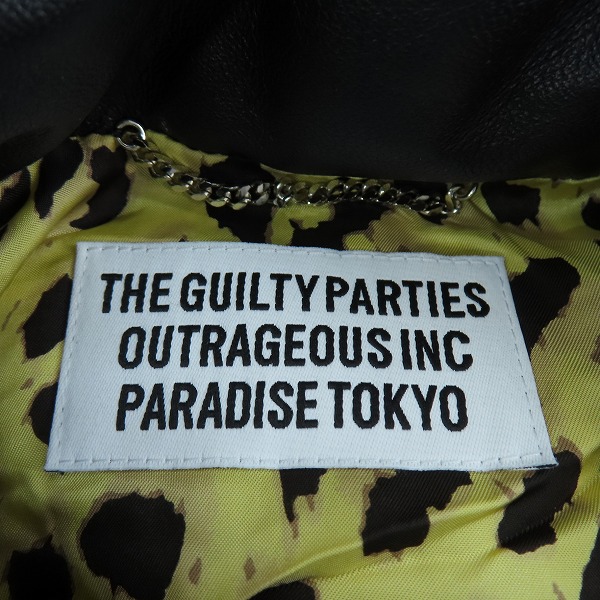 THE GUILTY PARTIES
OUTRAGEOUS INC
PARADISE TOKYO